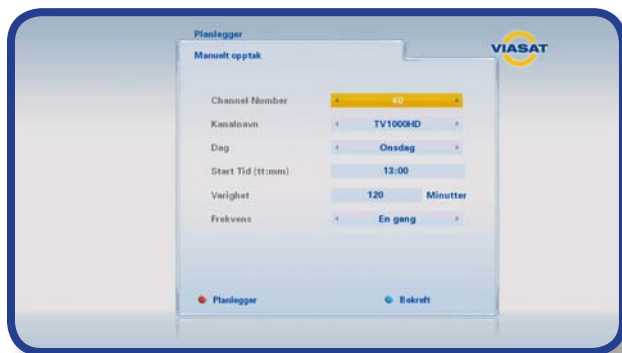 Planlegger
VIASAT
Manuelt opptak
Channel Number 40
Kanalnavn TV1000HD
Dag Onsdag
Start Tid (tt:mm) 13:00
Varighet 120 Minutter
Frekvens En gang
Planlegger Bekreft